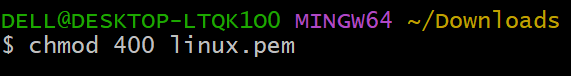 DELL@DESKTOP-LTQK1O0 MINGW64 ~/Downloads
$ chmod 400 linux.pem